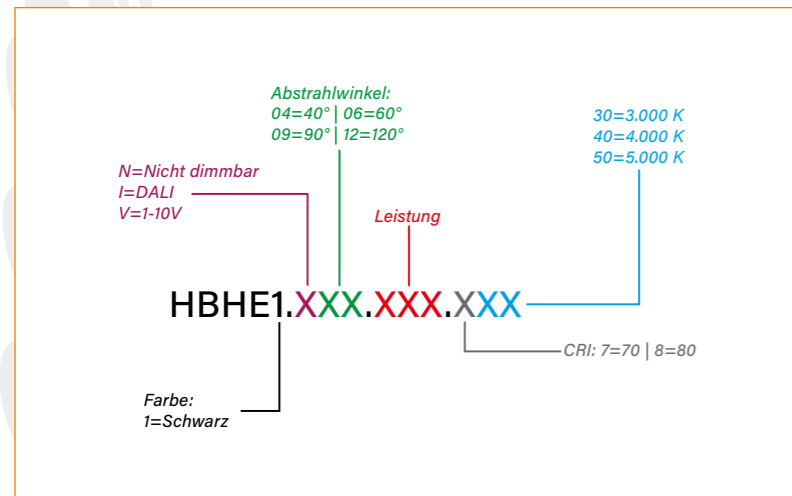 Abstrahlwinkel:
04=40° | 06=60°
09=90° | 12=120°
30=3.000 K
40=4.000 K
50=5.000 K
N=Nicht dimmbar
I=DALI
V=1-10V
Leistung
HBHE1.XXX.XXX.XXX
CRI: 7=70 | 8=80
Farbe:
1=Schwarz